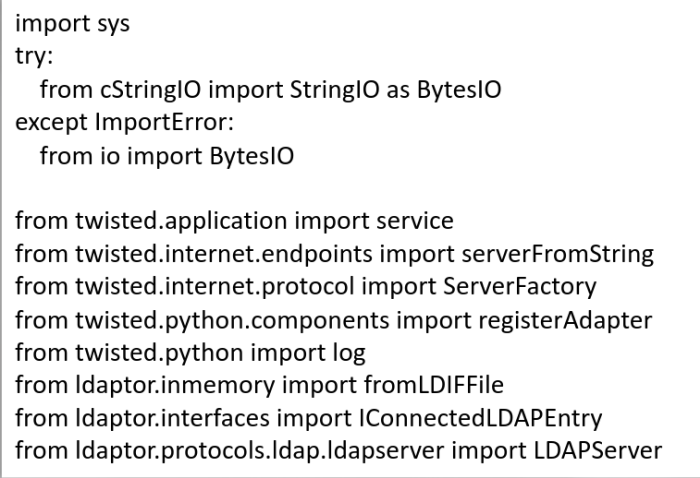 import sys
try:
    from cStringIO import StringIO as BytesIO
except ImportError:
    from io import BytesIO

from twisted.application import service
from twisted.internet.endpoints import serverFromString
from twisted.internet.protocol import ServerFactory
from twisted.python.components import registerAdapter
from twisted.python import log
from ldaptor.inmemory import fromLDIFFile
from ldaptor.interfaces import IConnectedLDAPEntry
from ldaptor.protocols.ldap.ldapserver import LDAPServer